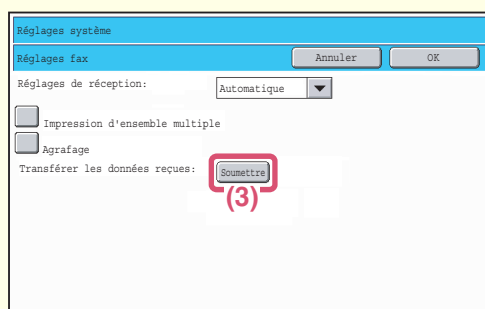 Réglages système
Réglages fax Annuler OK
Réglages de réception: Automatique
Impression d'ensemble multiple
Agrafage
Transférer les données reçues: Soumettre
(3)